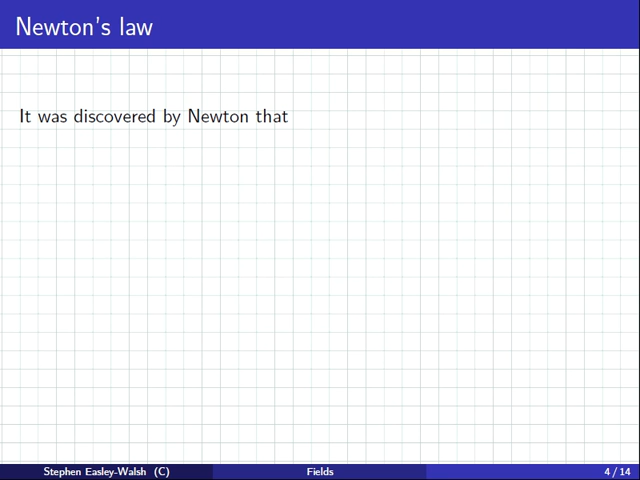 Newton's law
It was discovered by Newton that
Stephen Easley-Walsh (C)
Fields
4 / 14